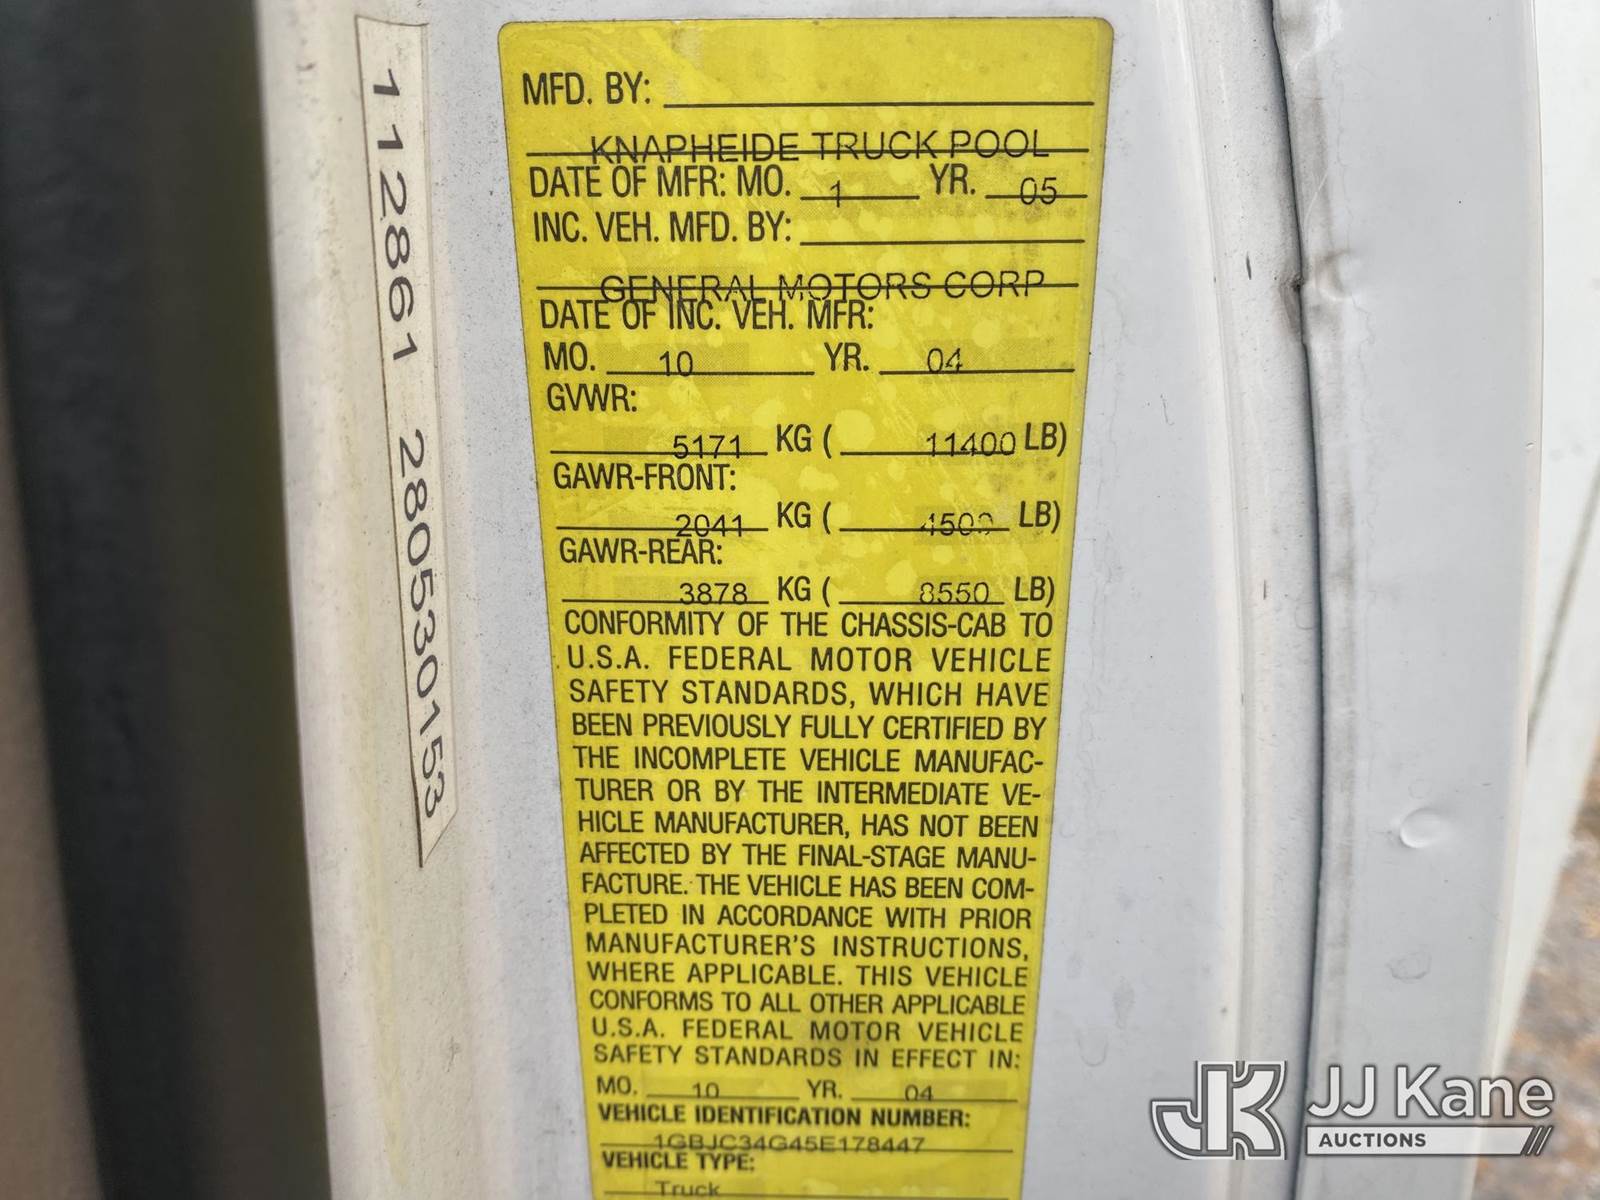 112861 2805330153
MFD. BY:
KNAPHEIDE TRUCK POOL
DATE OF MFR: MO. 1 YR. 05
INC. VEH. MFD. BY:
GENERAL MOTORS CORP
DATE OF INC. VEH. MFR:
MO. 10 YR. 04
GVWR:
5171 KG ( 11400 LB)
GAWR-FRONT:
2041 KG ( 4500 LB)
GAWR-REAR:
3878 KG ( 8550 LB)
CONFORMITY OF THE CHASSIS-CAB TO
U.S.A. FEDERAL MOTOR VEHICLE
SAFETY STANDARDS, WHICH HAVE
BEEN PREVIOUSLY FULLY CERTIFIED BY
THE INCOMPLETE VEHICLE MANUFAC-
TURER OR BY THE INTERMEDIATE VE-
HICLE MANUFACTURER, HAS NOT BEEN
AFFECTED BY THE FINAL-STAGE MANU-
FACTURE. THE VEHICLE HAS BEEN COM-
PLETED IN ACCORDANCE WITH PRIOR
MANUFACTURER'S INSTRUCTIONS,
WHERE APPLICABLE. THIS VEHICLE
CONFORMS TO ALL OTHER APPLICABLE
U.S.A. FEDERAL MOTOR VEHICLE
SAFETY STANDARDS IN EFFECT IN:
MO. 10 YR. 04
VEHICLE IDENTIFICATION NUMBER:
1GBJC34G45E178447
VEHICLE TYPE:
Truck
JK JJ Kane
AUCTIONS